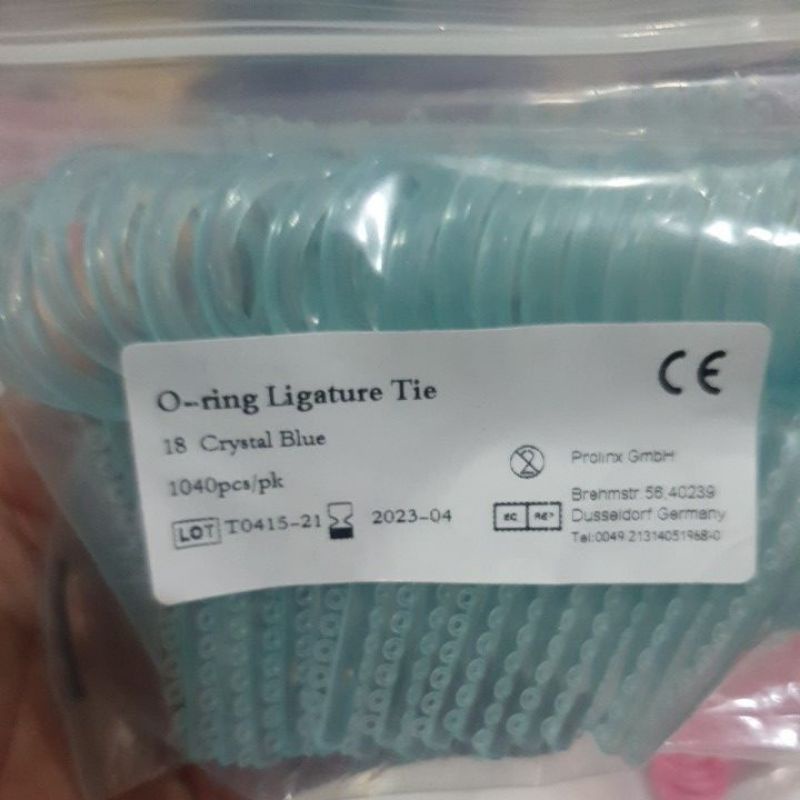 CE
O-ring Ligature Tie
18 Crystal Blue
1040pcs/pk
LOT T0415-21 2023-04
2
Prolinx GmbH
EC REP
Brehmstr.56,40239
Dusseldorf Germany
Tel:0049.21314051968-0